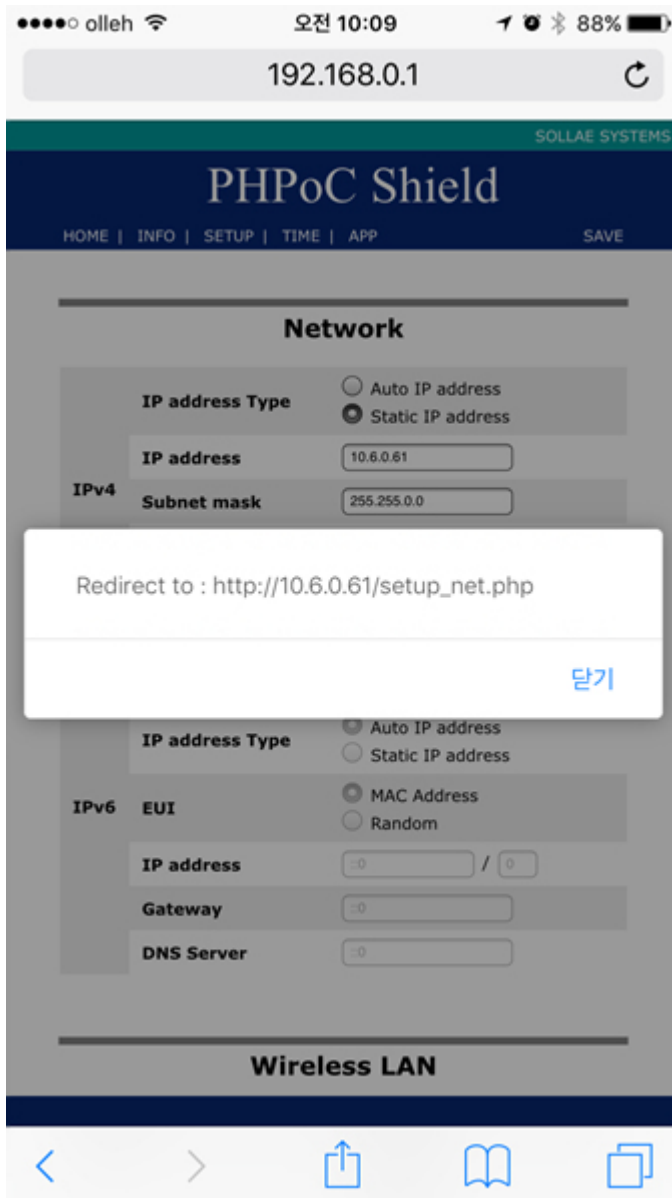 olleh 오전 10:09 88%
192.168.0.1
SOLLAE SYSTEMS
PHPoC Shield
HOME | INFO | SETUP | TIME | APP SAVE
Network
IP address Type
Auto IP address
Static IP address
IPv4
IP address 10.6.0.61
Subnet mask 255.255.0.0
Redirect to : http://10.6.0.61/setup_net.php
닫기
IPv6
IP address Type
Auto IP address
Static IP address
EUI
MAC Address
Random
IP address ::0 / 0
Gateway ::0
DNS Server ::0
Wireless LAN